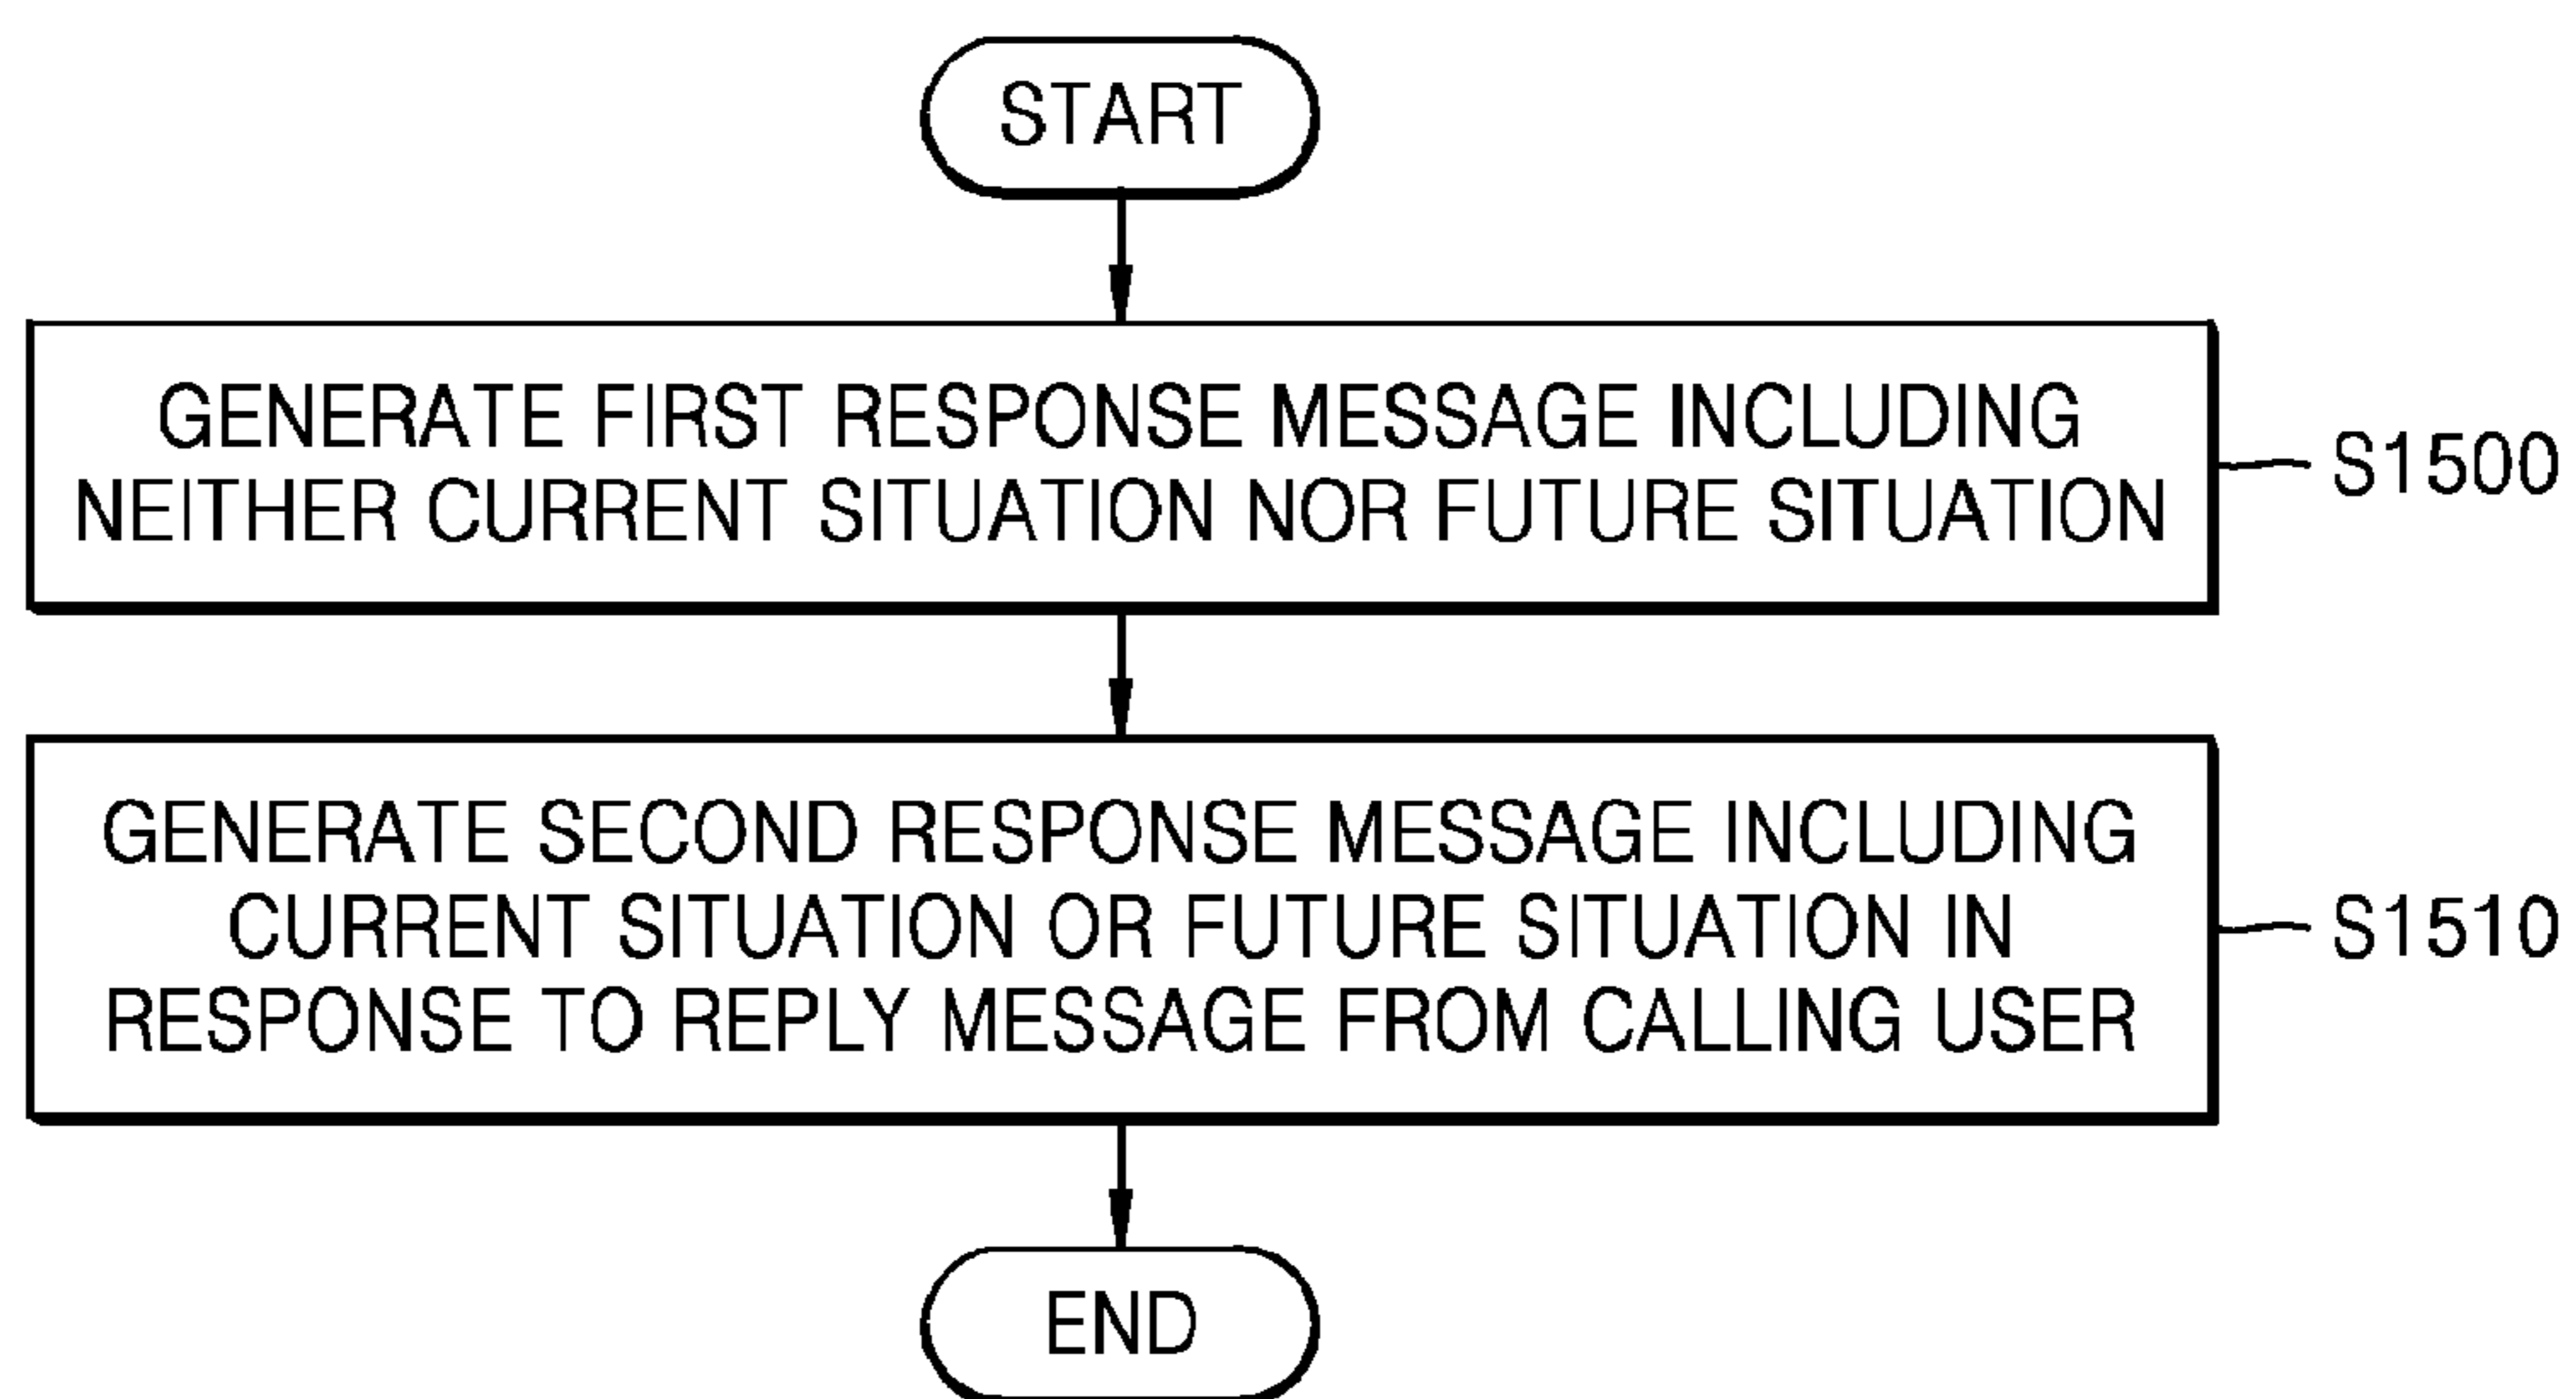 START
GENERATE FIRST RESPONSE MESSAGE INCLUDING
NEITHER CURRENT SITUATION NOR FUTURE SITUATION
S1500
GENERATE SECOND RESPONSE MESSAGE INCLUDING
CURRENT SITUATION OR FUTURE SITUATION IN
RESPONSE TO REPLY MESSAGE FROM CALLING USER
S1510
END